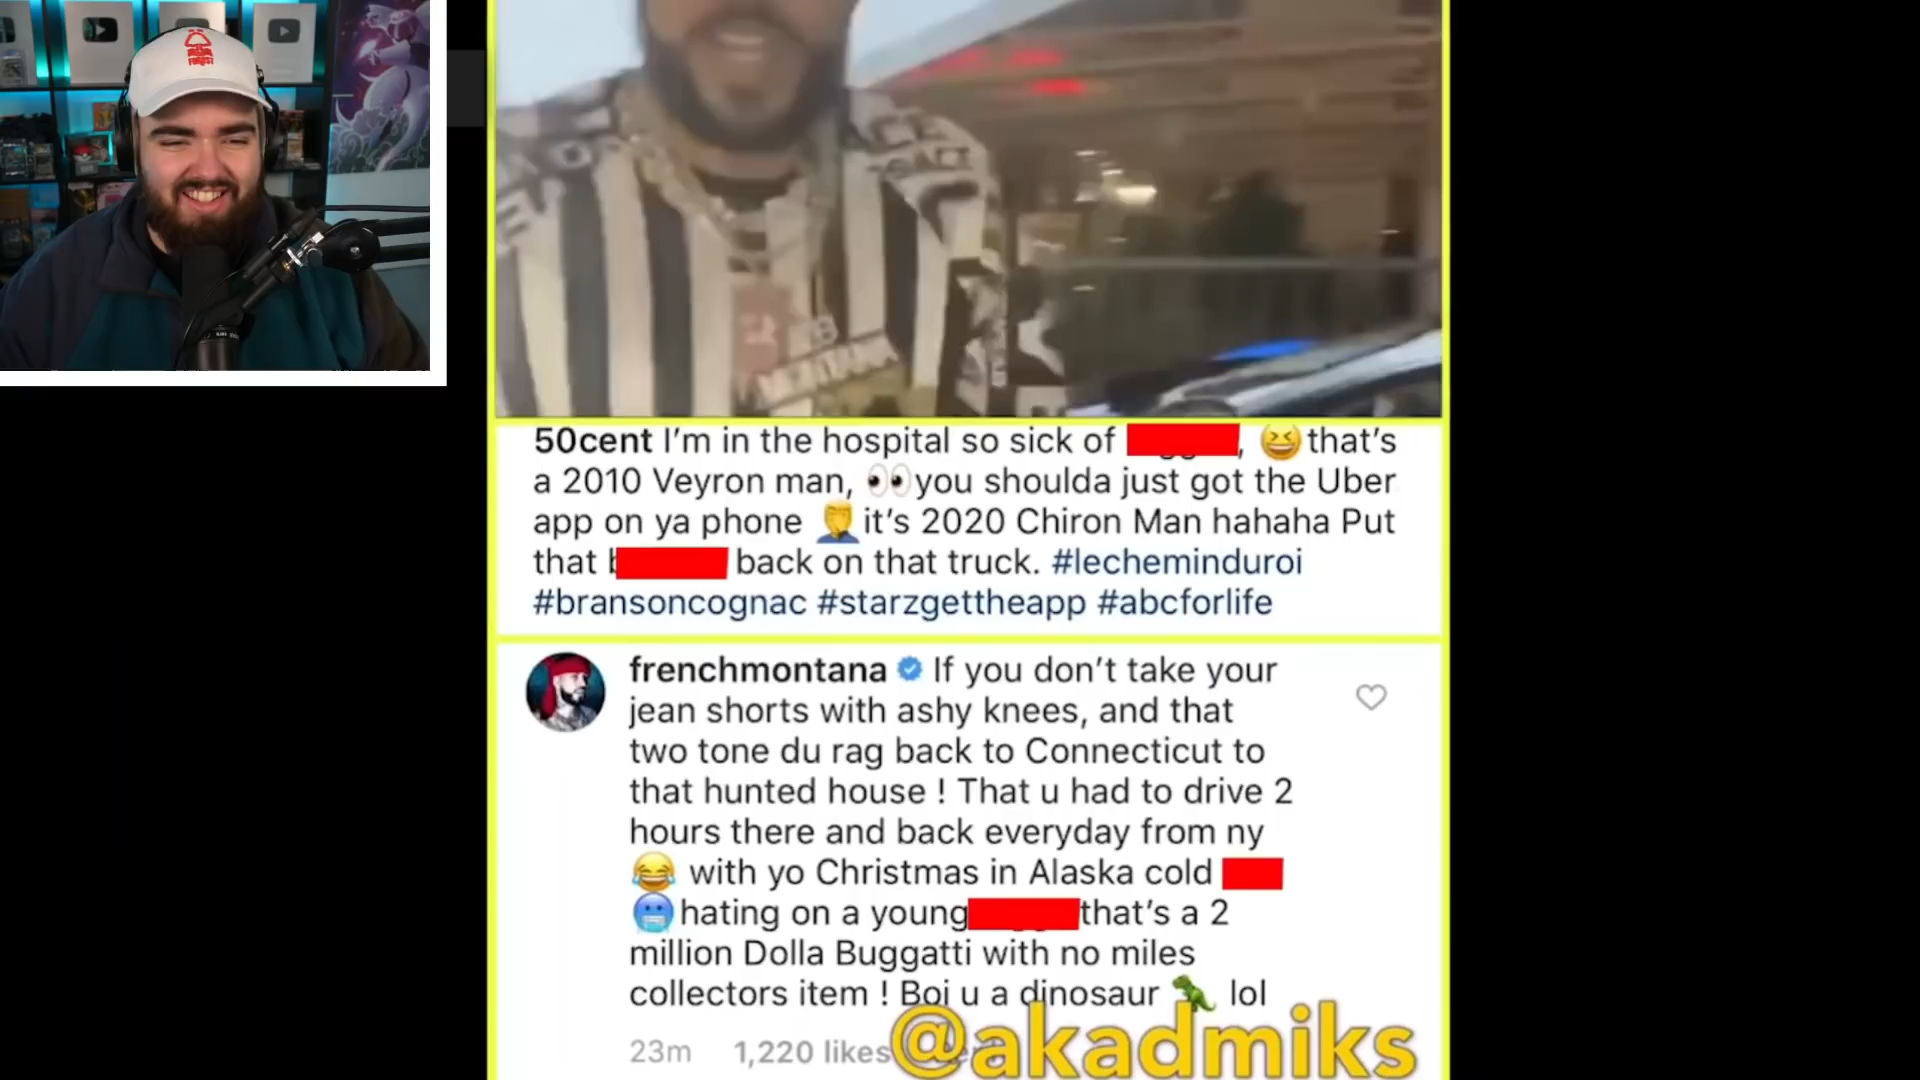 FOREST
MONTANA
50cent I'm in the hospital so sick of , 😆 that's
a 2010 Veyron man, 👀 you shoulda just got the Uber
app on ya phone 🤦‍♂️ it's 2020 Chiron Man hahaha Put
that b back on that truck. #lecheminduroi
#bransoncognac #starzgettheapp #abcforlife
frenchmontana If you don't take your
jean shorts with ashy knees, and that
two tone du rag back to Connecticut to
that hunted house ! That u had to drive 2
hours there and back everyday from ny
😂 with yo Christmas in Alaska cold
🥶 hating on a young that's a 2
million Dolla Buggatti with no miles
collectors item ! Boi u a dinosaur 🦖 lol
23m 1,220 likes
@akadmiks